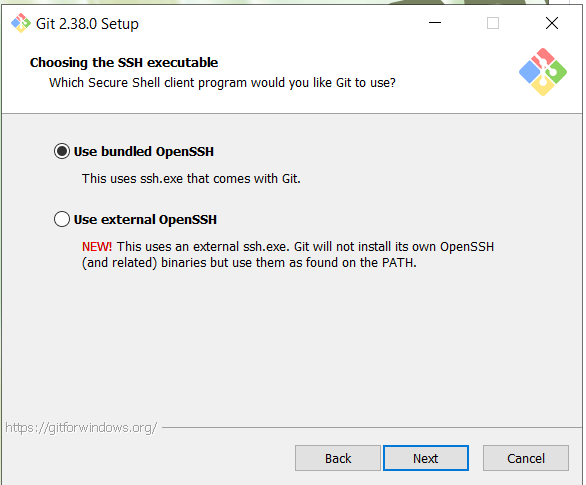 Git 2.38.0 Setup
Choosing the SSH executable
Which Secure Shell client program would you like Git to use?
Use bundled OpenSSH
This uses ssh.exe that comes with Git.
Use external OpenSSH
NEW! This uses an external ssh.exe. Git will not install its own OpenSSH
(and related) binaries but use them as found on the PATH.
https://gitforwindows.org/
Back
Next
Cancel